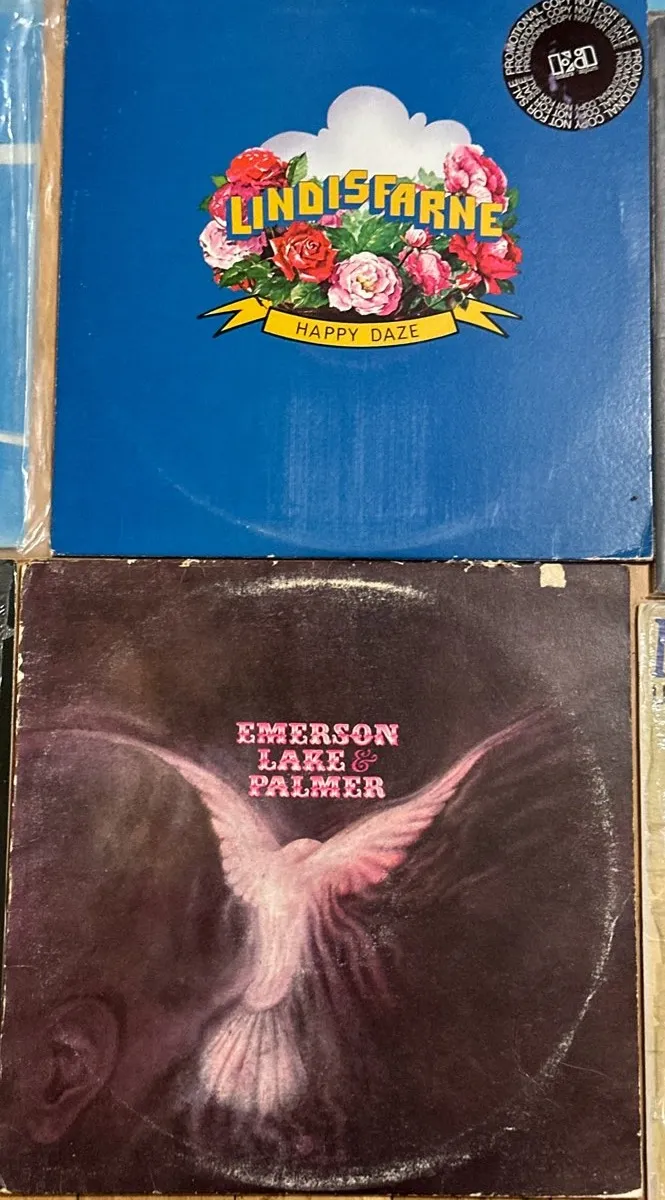 PROMOTIONAL COPY NOT FOR SALE
LINDISFARNE
HAPPY DAZE
EMERSON
LAKE &
PALMER